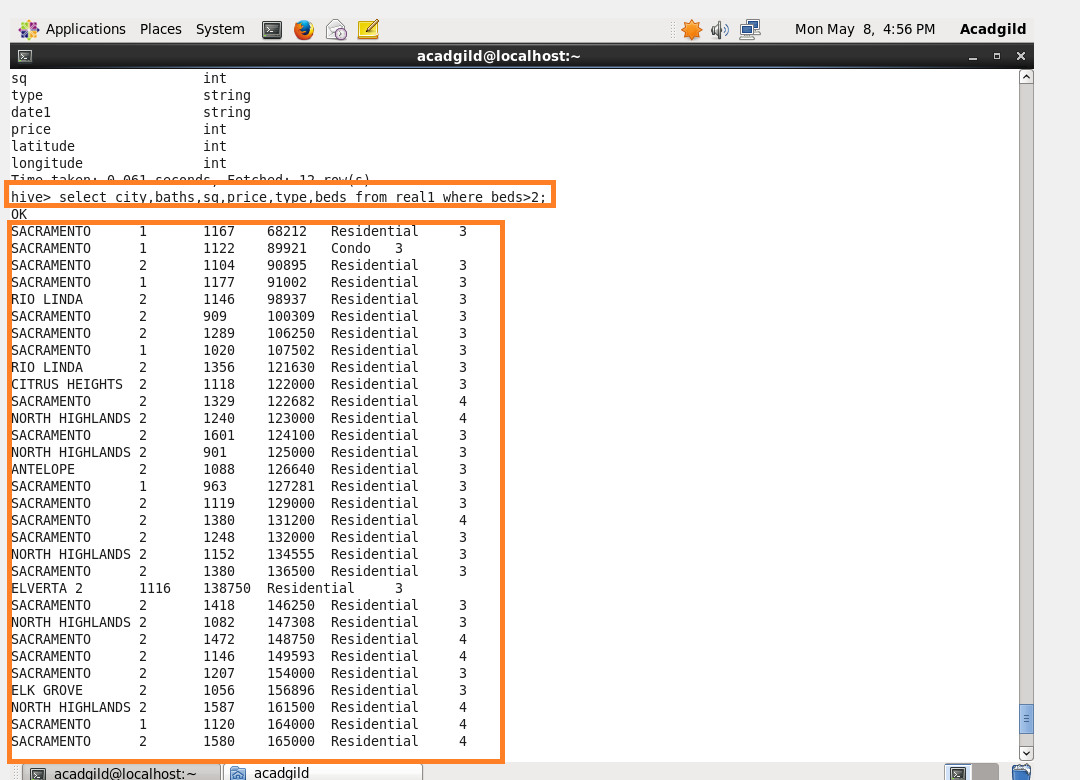 Applications Places System Mon May 8, 4:56 PM Acadgild
acadgild@localhost:~
sq int
type string
date1 string
price int
latitude int
longitude int
Time taken: 0.061 seconds, Fetched: 12 row(s)
hive> select city,baths,sq,price,type,beds from real1 where beds>2;
OK
SACRAMENTO 1 1167 68212 Residential 3
SACRAMENTO 1 1122 89921 Condo 3
SACRAMENTO 2 1104 90895 Residential 3
SACRAMENTO 1 1177 91002 Residential 3
RIO LINDA 2 1146 98937 Residential 3
SACRAMENTO 2 909 100309 Residential 3
SACRAMENTO 2 1289 106250 Residential 3
SACRAMENTO 1 1020 107502 Residential 3
RIO LINDA 2 1356 121630 Residential 3
CITRUS HEIGHTS 2 1118 122000 Residential 3
SACRAMENTO 2 1329 122682 Residential 4
NORTH HIGHLANDS 2 1240 123000 Residential 4
SACRAMENTO 2 1601 124100 Residential 3
NORTH HIGHLANDS 2 901 125000 Residential 3
ANTELOPE 2 1088 126640 Residential 3
SACRAMENTO 1 963 127281 Residential 3
SACRAMENTO 2 1119 129000 Residential 3
SACRAMENTO 2 1380 131200 Residential 4
SACRAMENTO 2 1248 132000 Residential 3
NORTH HIGHLANDS 2 1152 134555 Residential 3
SACRAMENTO 2 1380 136500 Residential 3
ELVERTA 2 1116 138750 Residential 3
SACRAMENTO 2 1418 146250 Residential 3
NORTH HIGHLANDS 2 1082 147308 Residential 3
SACRAMENTO 2 1472 148750 Residential 4
SACRAMENTO 2 1146 149593 Residential 4
SACRAMENTO 2 1207 154000 Residential 3
ELK GROVE 2 1056 156896 Residential 3
NORTH HIGHLANDS 2 1587 161500 Residential 4
SACRAMENTO 1 1120 164000 Residential 4
SACRAMENTO 2 1580 165000 Residential 4
acadgild@localhost:~ acadgild